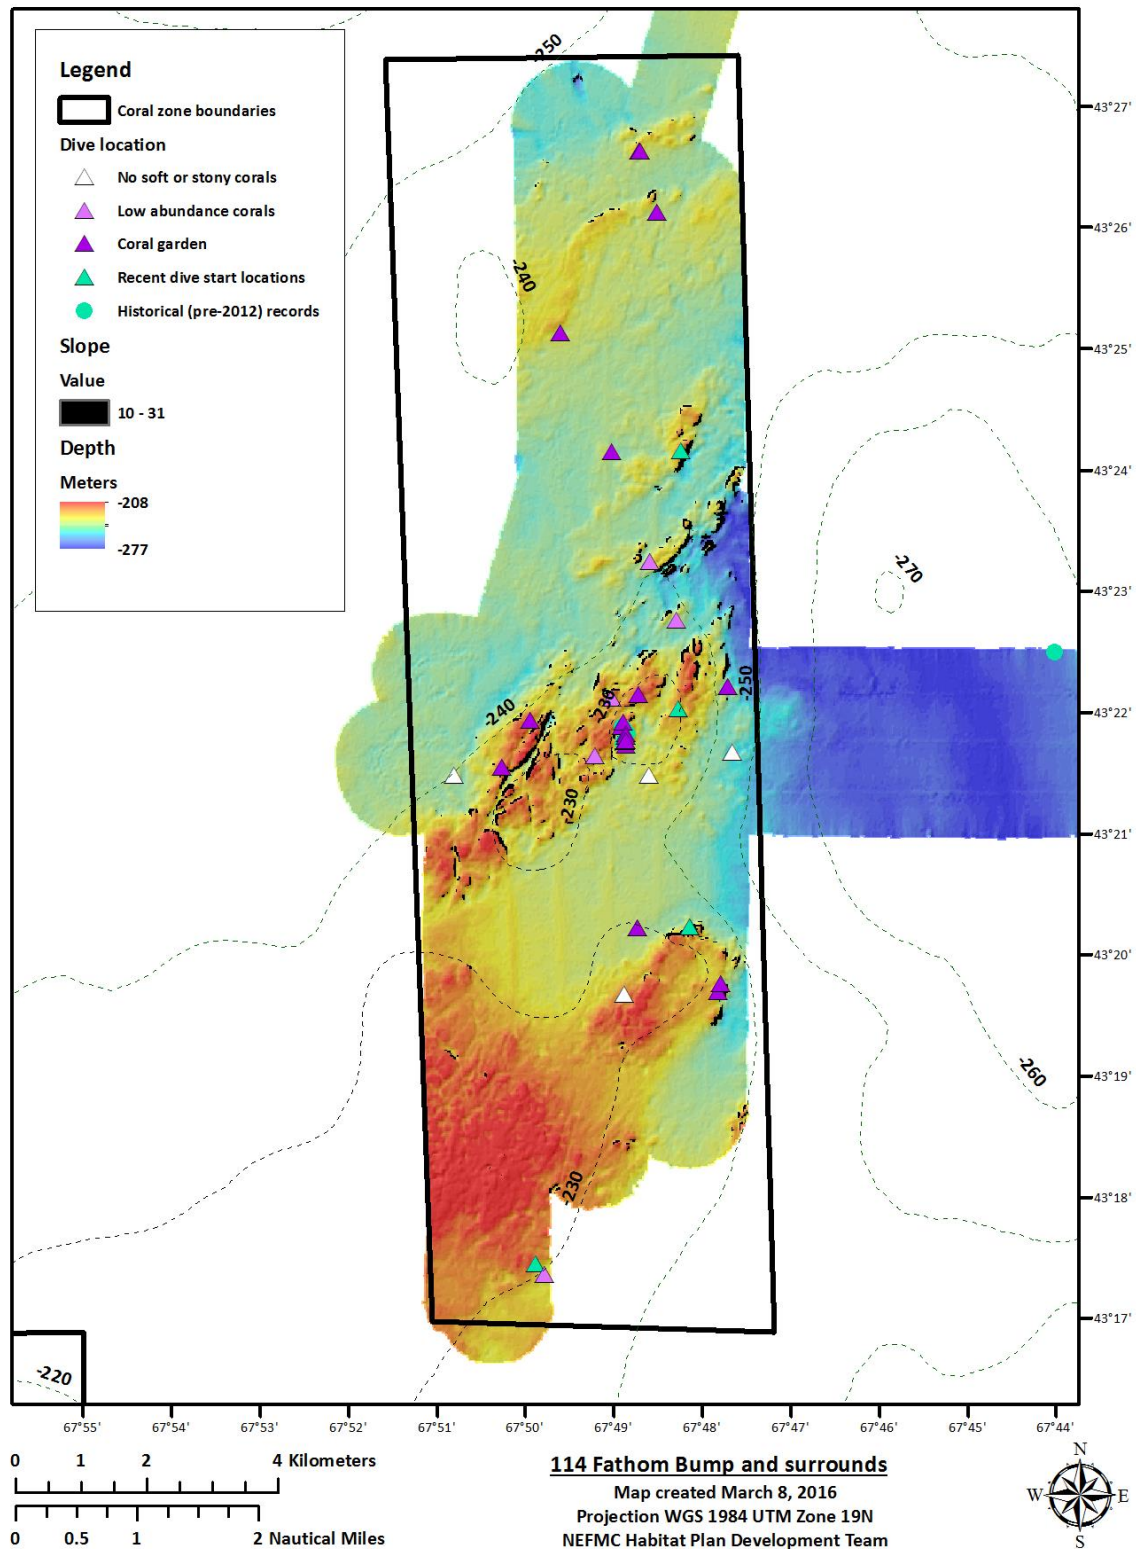 Legend
Coral zone boundaries
Dive location
No soft or stony corals
Low abundance corals
Coral garden
Recent dive start locations
Historical (pre-2012) records
Slope
Value
10 - 31
Depth
Meters
-208
-277
-250
-240
-270
-250
-240
-230
-230
-260
-230
-220
43°27'
43°26'
43°25'
43°24'
43°23'
43°22'
43°21'
43°20'
43°19'
43°18'
43°17'
67°55' 67°54' 67°53' 67°52' 67°51' 67°50' 67°49' 67°48' 67°47' 67°46' 67°45' 67°44'
0 1 2 4 Kilometers
0 0.5 1 2 Nautical Miles
114 Fathom Bump and surrounds
Map created March 8, 2016
Projection WGS 1984 UTM Zone 19N
NEFMC Habitat Plan Development Team
N
W E
S